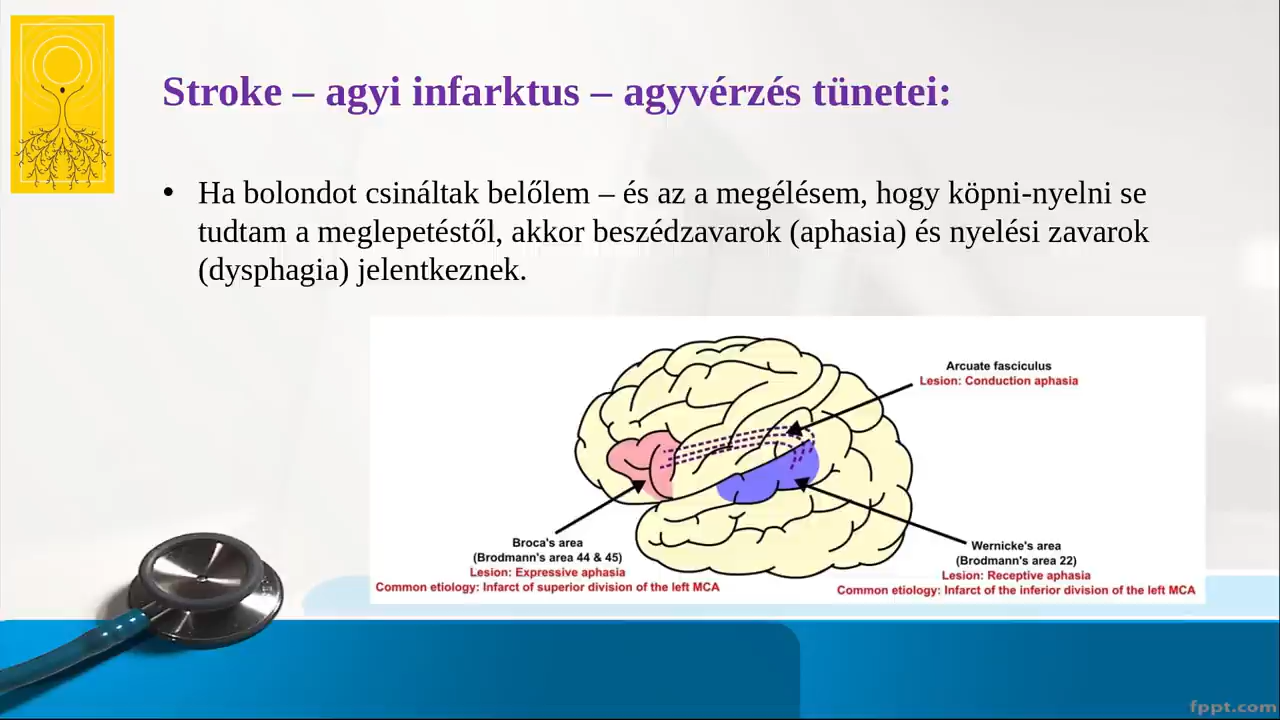 Stroke – agyi infarktus – agyvérzés tünetei:
• Ha bolondot csináltak belőlem – és az a megélésem, hogy köpni-nyelni se
tudtam a meglepetéstől, akkor beszédzavarok (aphasia) és nyelési zavarok
(dysphagia) jelentkeznek.
Arcuate fasciculus
Lesion: Conduction aphasia
Broca's area
(Brodmann's area 44 & 45)
Lesion: Expressive aphasia
Common etiology: Infarct of superior division of the left MCA
Wernicke's area
(Brodmann's area 22)
Lesion: Receptive aphasia
Common etiology: Infarct of the inferior division of the left MCA
fppt.com